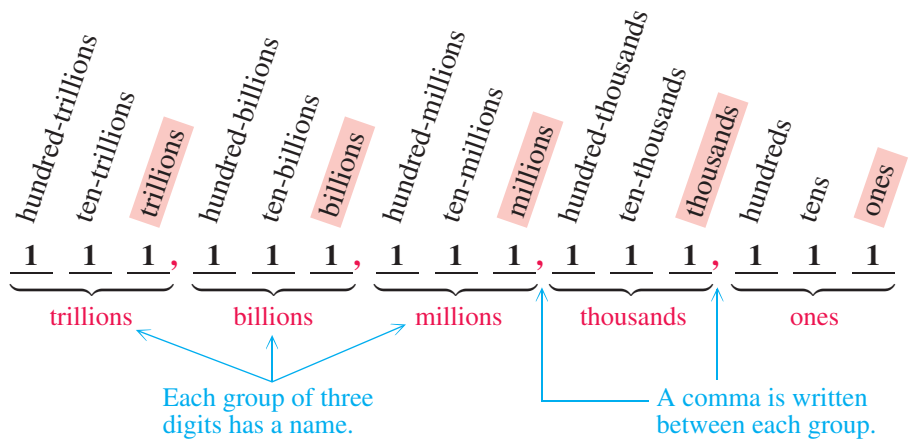 hundred-trillions
ten-trillions
trillions
hundred-billions
ten-billions
billions
hundred-millions
ten-millions
millions
hundred-thousands
ten-thousands
thousands
hundreds
tens
ones
1 1 1, 1 1 1, 1 1 1, 1 1 1, 1 1 1
trillions billions millions thousands ones
Each group of three
digits has a name.
A comma is written
between each group.